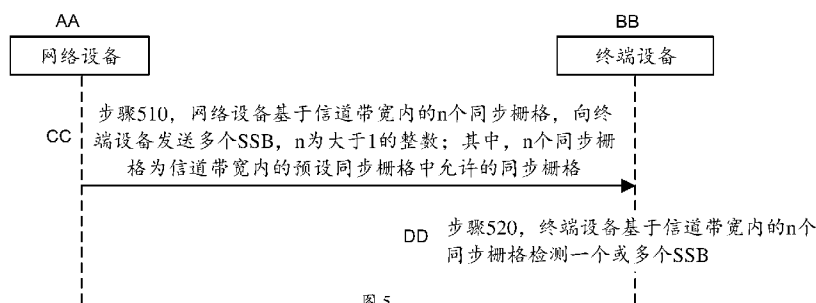 AA
BB
网络设备
终端设备
CC
步骤510，网络设备基于信道带宽内的n个同步栅格，向终
端设备发送多个SSB，n为大于1的整数；其中，n个同步栅
格为信道带宽内的预设同步栅格中允许的同步栅格
DD
步骤520，终端设备基于信道带宽内的n个
同步栅格检测一个或多个SSB
图 5